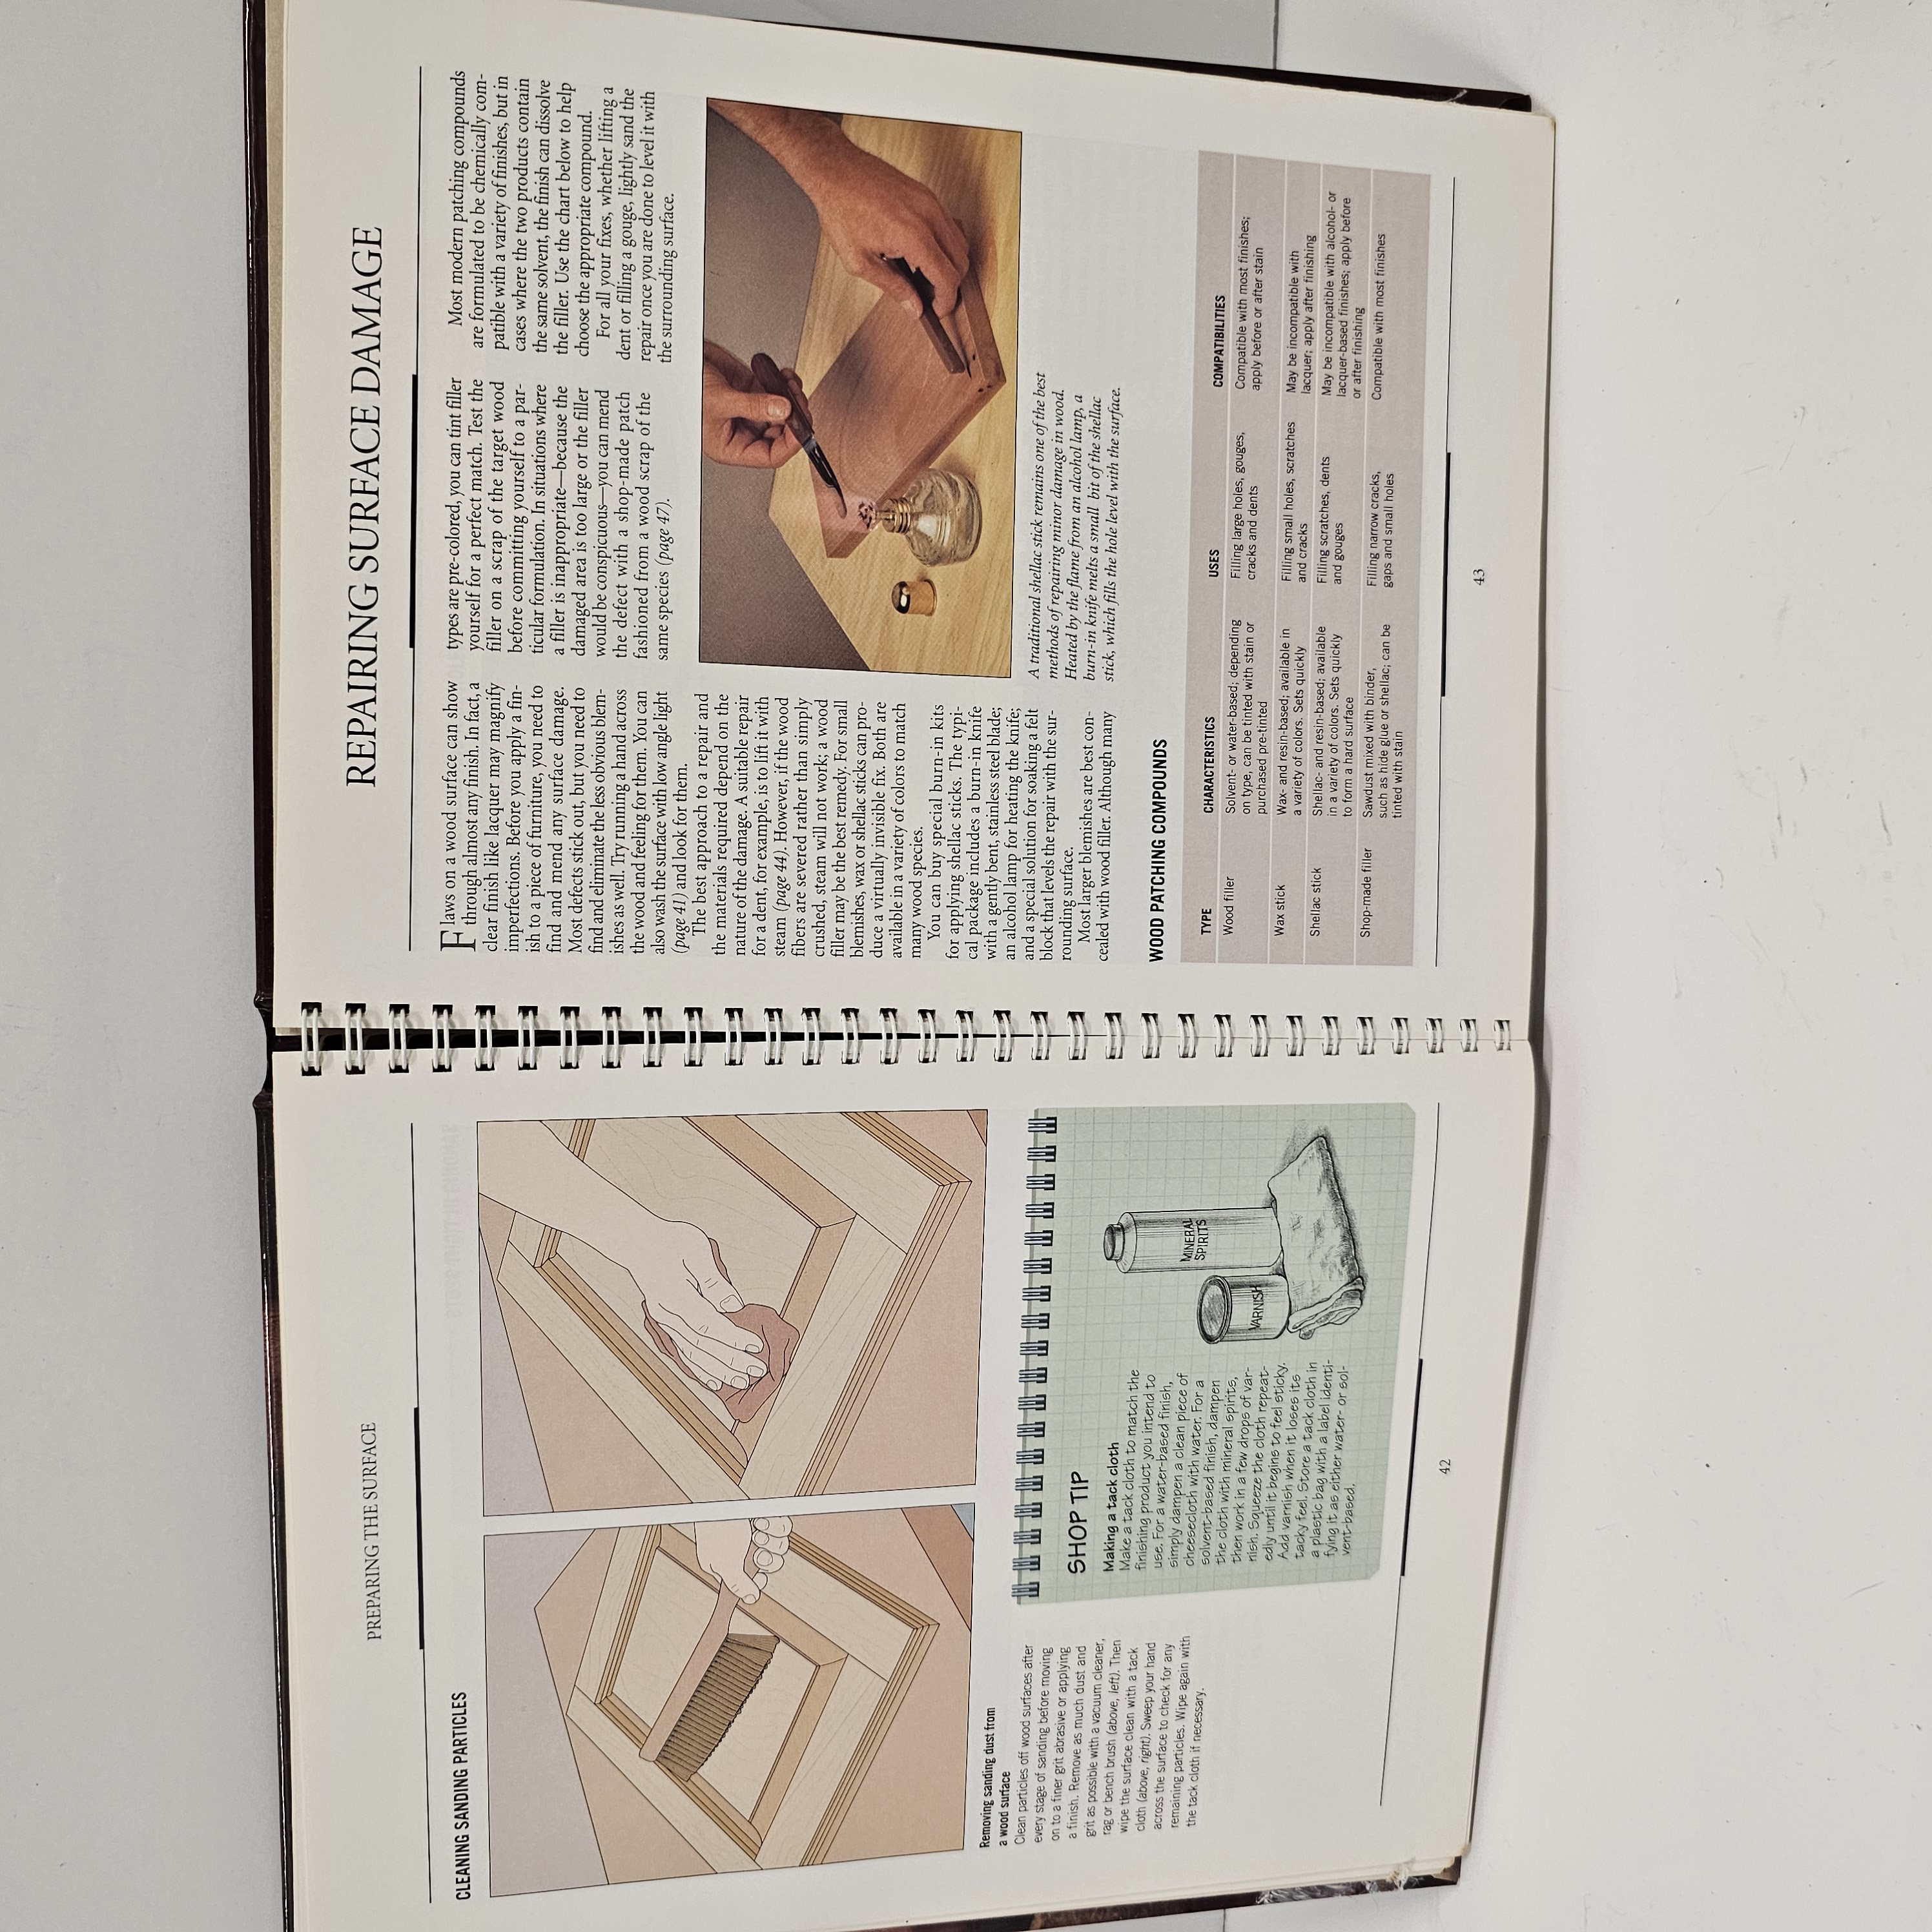 PREPARING THE SURFACE
CLEANING SANDING PARTICLES
Removing sanding dust from
a wood surface
Clean particles off wood surfaces after
every stage of sanding before moving
on to a finer grit abrasive or applying
a finish. Remove as much dust and
grit as possible with a vacuum cleaner,
rag or bench brush (above, left). Then
wipe the surface clean with a tack
cloth (above, right). Sweep your hand
across the surface to check for any
remaining particles. Wipe again with
the tack cloth if necessary.
SHOP TIP
Making a tack cloth
Make a tack cloth to match the
finishing product you intend to
use. For a water-based finish,
simply dampen a clean piece of
cheesecloth with water. For a
solvent-based finish, dampen
the cloth with mineral spirits,
then work in a few drops of var-
nish. Squeeze the cloth repeat-
edly until it begins to feel sticky.
Add varnish when it loses its
tacky feel. Store a tack cloth in
a plastic bag with a label identi-
fying it as either water- or sol-
vent-based.
MINERAL
SPIRITS
VARNISH
42
REPAIRING SURFACE DAMAGE
Flaws on a wood surface can show
through almost any finish. In fact, a
clear finish like lacquer may magnify
imperfections. Before you apply a fin-
ish to a piece of furniture, you need to
find and mend any surface damage.
Most defects stick out, but you need to
find and eliminate the less obvious blem-
ishes as well. Try running a hand across
the wood and feeling for them. You can
also wash the surface with low angle light
(page 41) and look for them.
The best approach to a repair and
the materials required depend on the
nature of the damage. A suitable repair
for a dent, for example, is to lift it with
steam (page 44). However, if the wood
fibers are severed rather than simply
crushed, steam will not work; a wood
filler may be the best remedy. For small
blemishes, wax or shellac sticks can pro-
duce a virtually invisible fix. Both are
available in a variety of colors to match
many wood species.
You can buy special burn-in kits
for applying shellac sticks. The typi-
cal package includes a burn-in knife
with a gently bent, stainless steel blade;
an alcohol lamp for heating the knife;
and a special solution for soaking a felt
block that levels the repair with the sur-
rounding surface.
Most larger blemishes are best con-
cealed with wood filler. Although many
types are pre-colored, you can tint filler
yourself for a perfect match. Test the
filler on a scrap of the target wood
before committing yourself to a par-
ticular formulation. In situations where
a filler is inappropriate—because the
damaged area is too large or the filler
would be conspicuous—you can mend
the defect with a shop-made patch
fashioned from a wood scrap of the
same species (page 47).
Most modern patching compounds
are formulated to be chemically com-
patible with a variety of finishes, but in
cases where the two products contain
the same solvent, the finish can dissolve
the filler. Use the chart below to help
choose the appropriate compound.
For all your fixes, whether lifting a
dent or filling a gouge, lightly sand the
repair once you are done to level it with
the surrounding surface.
A traditional shellac stick remains one of the best
methods of repairing minor damage in wood.
Heated by the flame from an alcohol lamp, a
burn-in knife melts a small bit of the shellac
stick, which fills the hole level with the surface.
WOOD PATCHING COMPOUNDS
TYPE CHARACTERISTICS USES COMPATIBILITIES
Wood filler Solvent- or water-based; depending Filling large holes, gouges, Compatible with most finishes;
on type, can be tinted with stain or cracks and dents apply before or after stain
purchased pre-tinted
Wax stick Wax- and resin-based; available in Filling small holes, scratches May be incompatible with
a variety of colors. Sets quickly and cracks lacquer; apply after finishing
Shellac stick Shellac- and resin-based; available Filling scratches, dents May be incompatible with alcohol- or
in a variety of colors. Sets quickly and gouges lacquer-based finishes; apply before
to form a hard surface or after finishing
Shop-made filler Sawdust mixed with binder, Filling narrow cracks, Compatible with most finishes
such as hide glue or shellac; can be gaps and small holes
tinted with stain
43